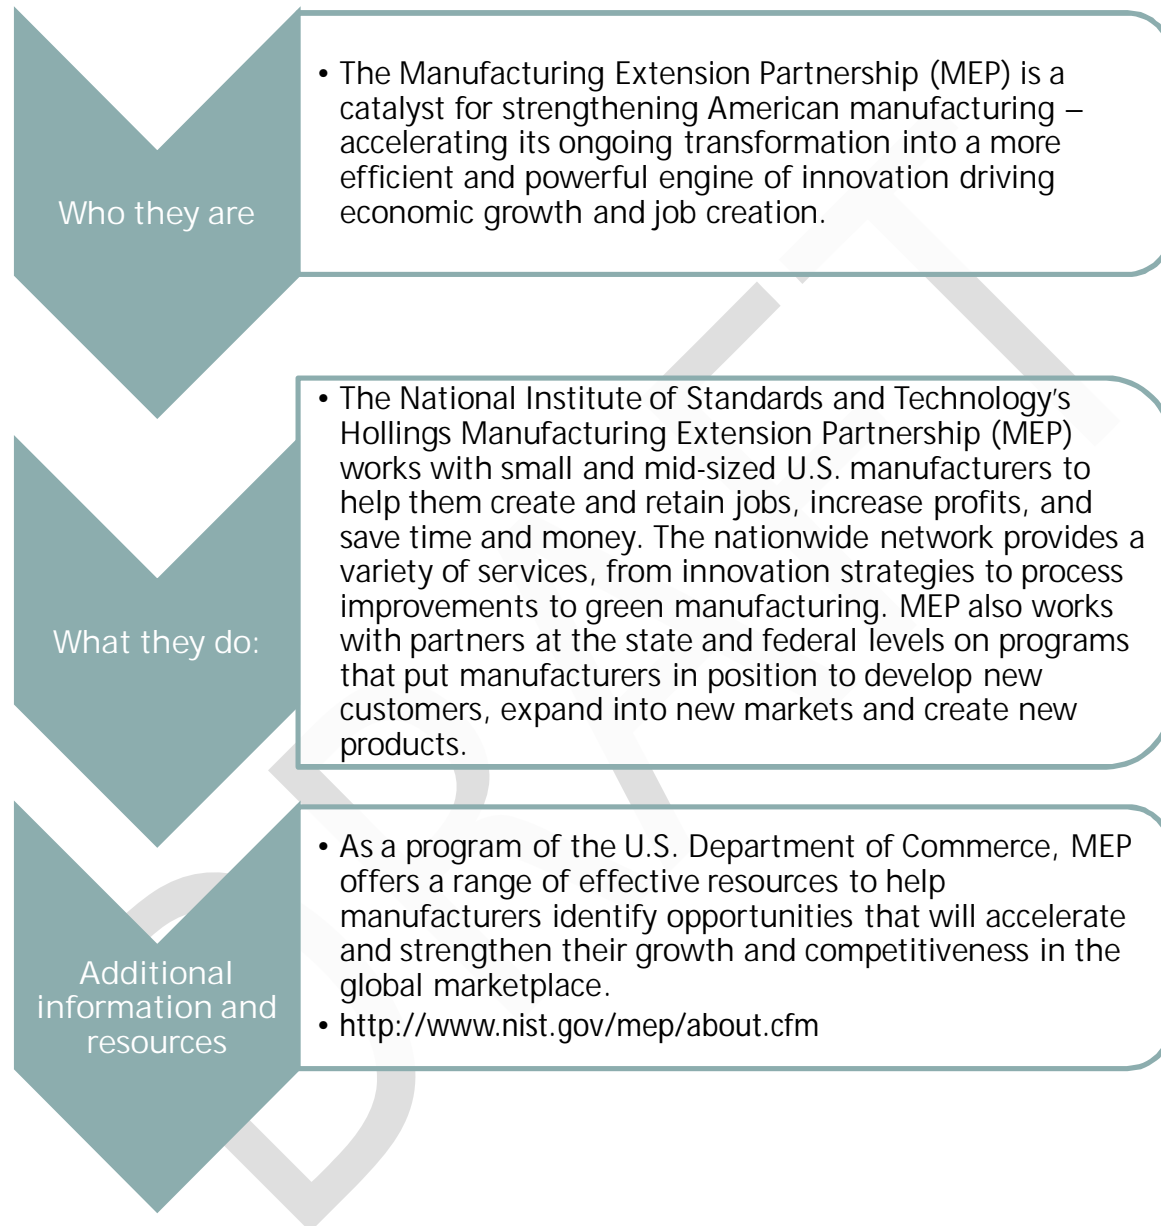 Who they are
• The Manufacturing Extension Partnership (MEP) is a
catalyst for strengthening American manufacturing –
accelerating its ongoing transformation into a more
efficient and powerful engine of innovation driving
economic growth and job creation.
What they do:
• The National Institute of Standards and Technology's
Hollings Manufacturing Extension Partnership (MEP)
works with small and mid-sized U.S. manufacturers to
help them create and retain jobs, increase profits, and
save time and money. The nationwide network provides a
variety of services, from innovation strategies to process
improvements to green manufacturing. MEP also works
with partners at the state and federal levels on programs
that put manufacturers in position to develop new
customers, expand into new markets and create new
products.
Additional
information and
resources
• As a program of the U.S. Department of Commerce, MEP
offers a range of effective resources to help
manufacturers identify opportunities that will accelerate
and strengthen their growth and competitiveness in the
global marketplace.
• http://www.nist.gov/mep/about.cfm
DRAFT